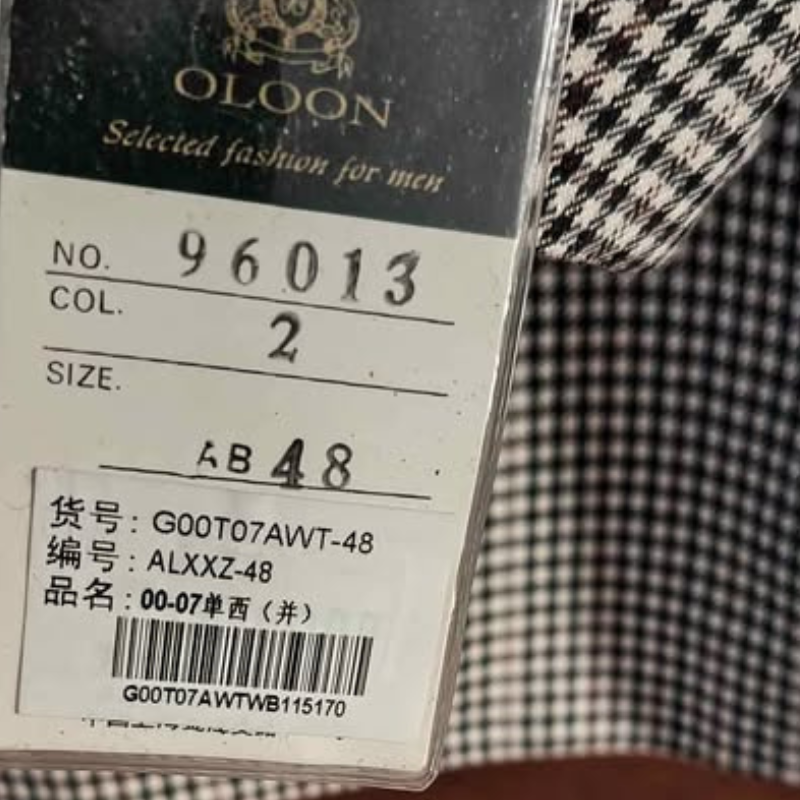 OLOON
Selected fashion for men
NO. 96013
COL. 2
SIZE.
AB 48
货号: G00T07AWT-48
编号: ALXXZ-48
品名: 00-07单西（并）
G00T07AWTWB115170